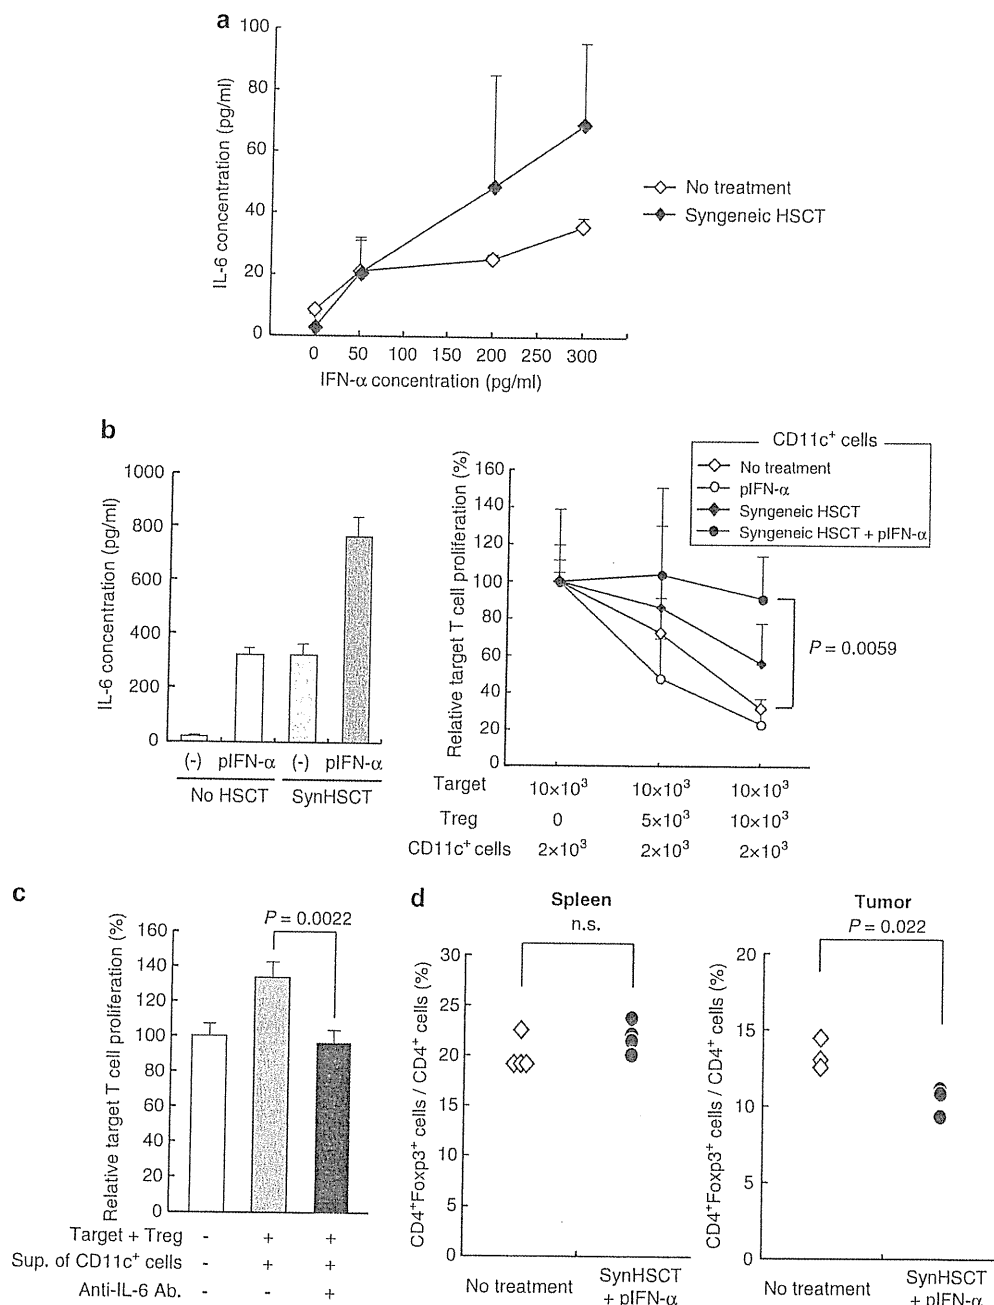 a
IL-6 concentration (pg/ml)
100
80
60
40
20
0
0 50 100 150 200 250 300
IFN-α concentration (pg/ml)
No treatment
Syngeneic HSCT
b
IL-6 concentration (pg/ml)
1000
800
600
400
200
0
(-) pIFN-α (-) pIFN-α
No HSCT SynHSCT
Relative target T cell proliferation (%)
160
140
120
100
80
60
40
20
0
CD11c⁺ cells
No treatment
pIFN-α
Syngeneic HSCT
Syngeneic HSCT + pIFN-α
P = 0.0059
Target 10×10³ 10×10³ 10×10³
Treg 0 5×10³ 10×10³
CD11c⁺ cells 2×10³ 2×10³ 2×10³
c
Relative target T cell proliferation (%)
160
140
120
100
80
60
40
20
0
P = 0.0022
Target + Treg - + +
Sup. of CD11c⁺ cells - + +
Anti-IL-6 Ab. - - +
d
Spleen
n.s.
CD4⁺Foxp3⁺ cells / CD4⁺ cells (%)
30
25
20
15
10
5
0
No treatment
SynHSCT
+ pIFN-α
Tumor
P = 0.022
CD4⁺Foxp3⁺ cells / CD4⁺ cells (%)
20
15
10
5
0
No treatment
SynHSCT
+ pIFN-α